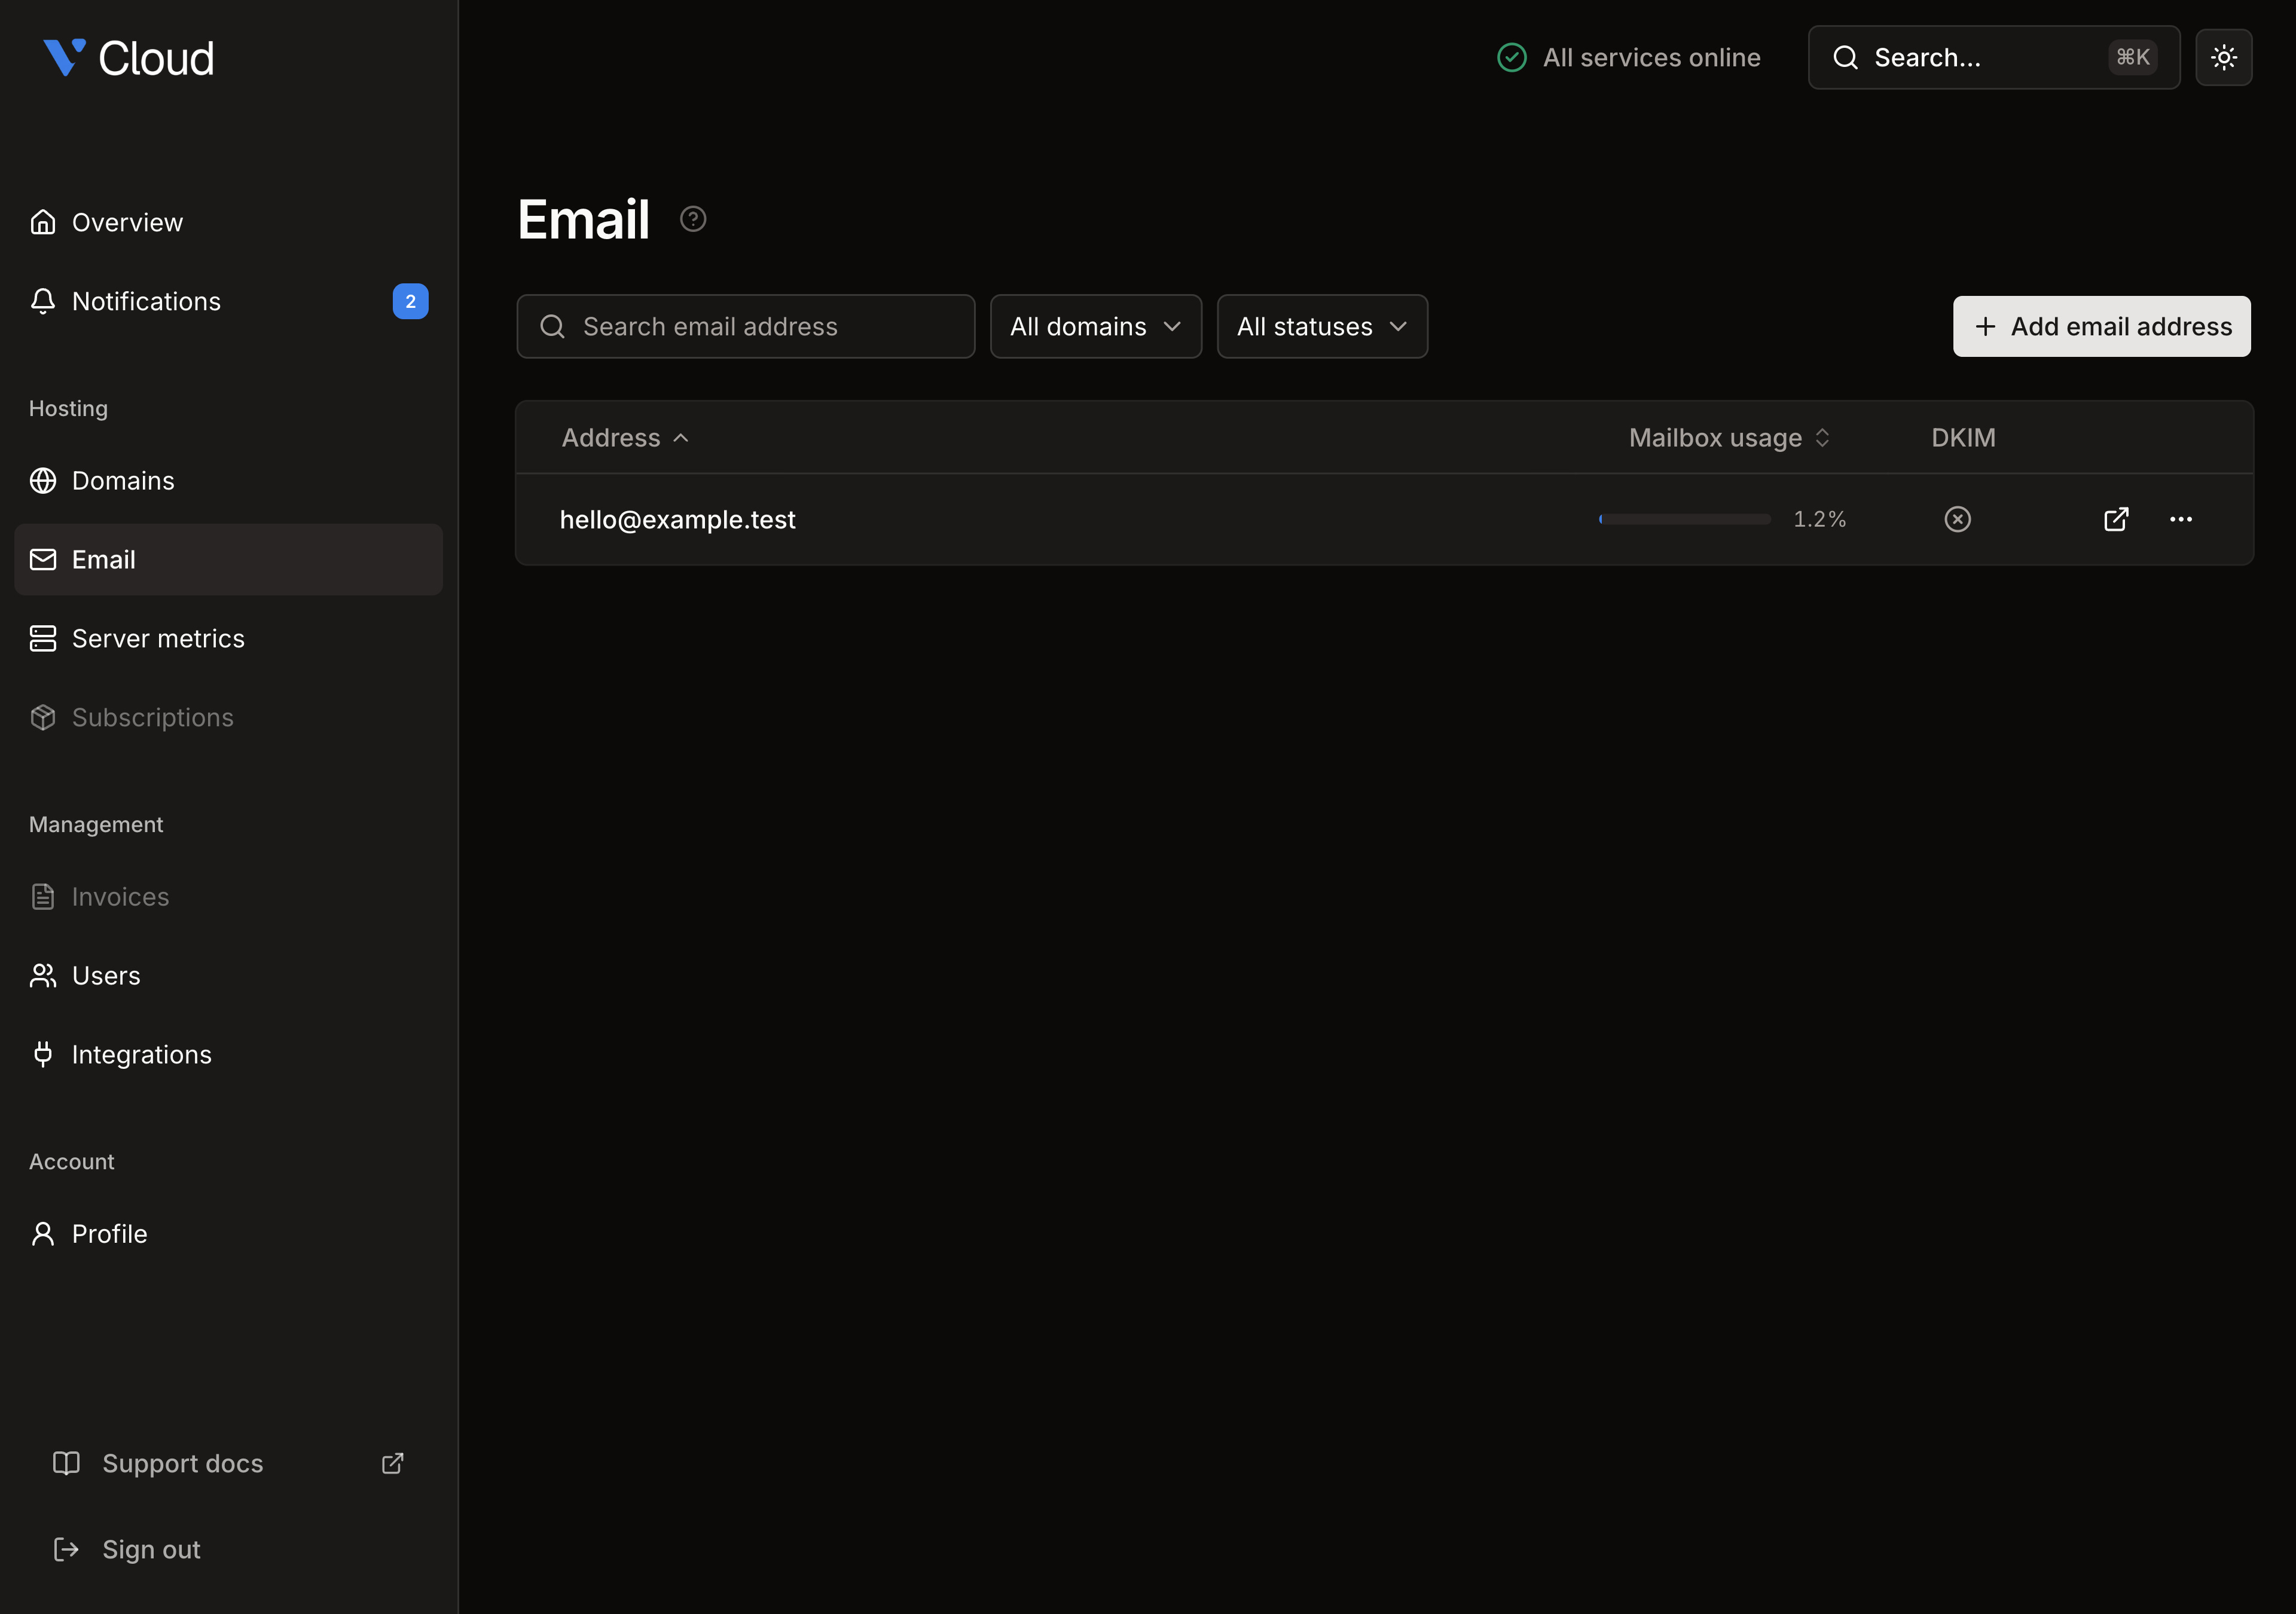 Cloud
All services online
Search...
⌘K
Overview
Notifications
2
Hosting
Domains
Email
Server metrics
Subscriptions
Management
Invoices
Users
Integrations
Account
Profile
Support docs
Sign out
Email
Search email address
All domains
All statuses
Add email address
Address
Mailbox usage
DKIM
hello@example.test
1.2%